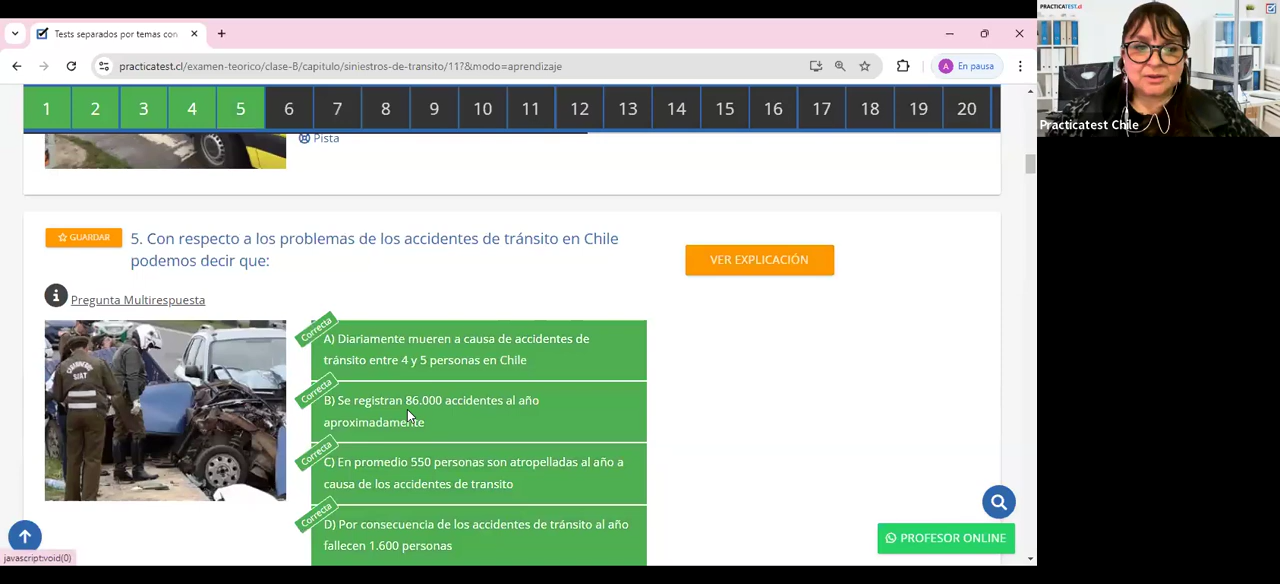 PRACTICATEST.cl
Tests separados por temas con
practicatest.cl/examen-teorico/clase-B/capitulo/siniestros-de-transito/117?&modo=aprendizaje
A
En pausa
1 2 3 4 5 6 7 8 9 10 11 12 13 14 15 16 17 18 19 20
Practicatest Chile
Pista
GUARDAR
5. Con respecto a los problemas de los accidentes de tránsito en Chile
podemos decir que:
VER EXPLICACIÓN
Pregunta Multirespuesta
Correcta
A) Diariamente mueren a causa de accidentes de
tránsito entre 4 y 5 personas en Chile
Correcta
B) Se registran 86.000 accidentes al año
aproximadamente
Correcta
C) En promedio 550 personas son atropelladas al año a
causa de los accidentes de transito
Correcta
D) Por consecuencia de los accidentes de tránsito al año
fallecen 1.600 personas
PROFESOR ONLINE
javascript:void(0)